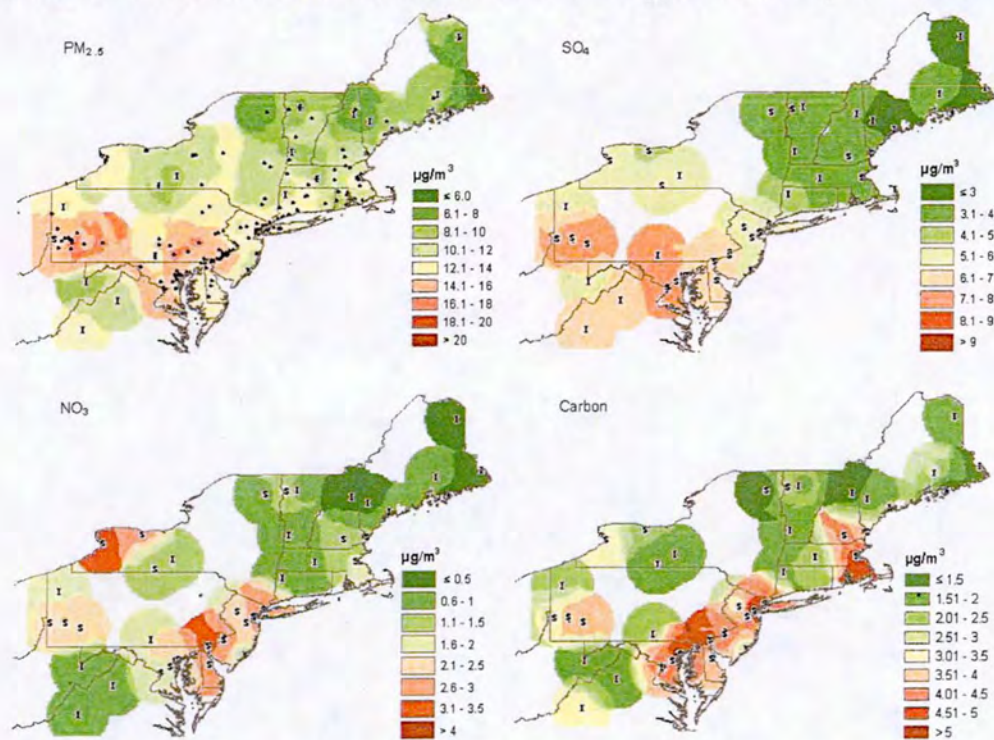 PM2.5
µg/m³
≤ 6.0
6.1 - 8
8.1 - 10
10.1 - 12
12.1 - 14
14.1 - 16
16.1 - 18
18.1 - 20
> 20
SO4
µg/m³
≤ 3
3.1 - 4
4.1 - 5
5.1 - 6
6.1 - 7
7.1 - 8
8.1 - 9
> 9
NO3
µg/m³
≤ 0.5
0.6 - 1
1.1 - 1.5
1.6 - 2
2.1 - 2.5
2.6 - 3
3.1 - 3.5
> 4
Carbon
µg/m³
≤ 1.5
1.51 - 2
2.01 - 2.5
2.51 - 3
3.01 - 3.5
3.51 - 4
4.01 - 4.5
4.51 - 5
> 5